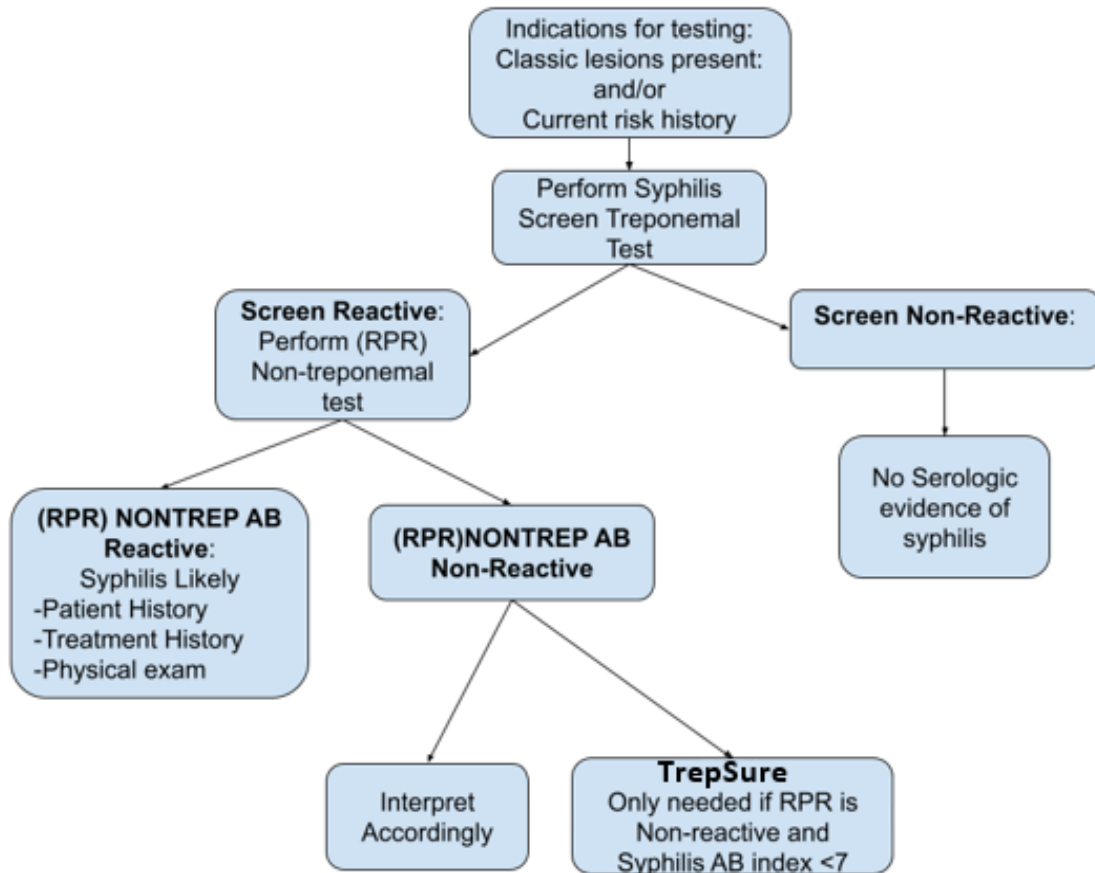 Indications for testing:
Classic lesions present:
and/or
Current risk history
Perform Syphilis
Screen Treponemal
Test
Screen Reactive:
Perform (RPR)
Non-treponemal
test
Screen Non-Reactive:
(RPR) NONTREP AB
Reactive:
Syphilis Likely
-Patient History
-Treatment History
-Physical exam
(RPR)NONTREP AB
Non-Reactive
No Serologic
evidence of
syphilis
Interpret
Accordingly
TrepSure
Only needed if RPR is
Non-reactive and
Syphilis AB index <7